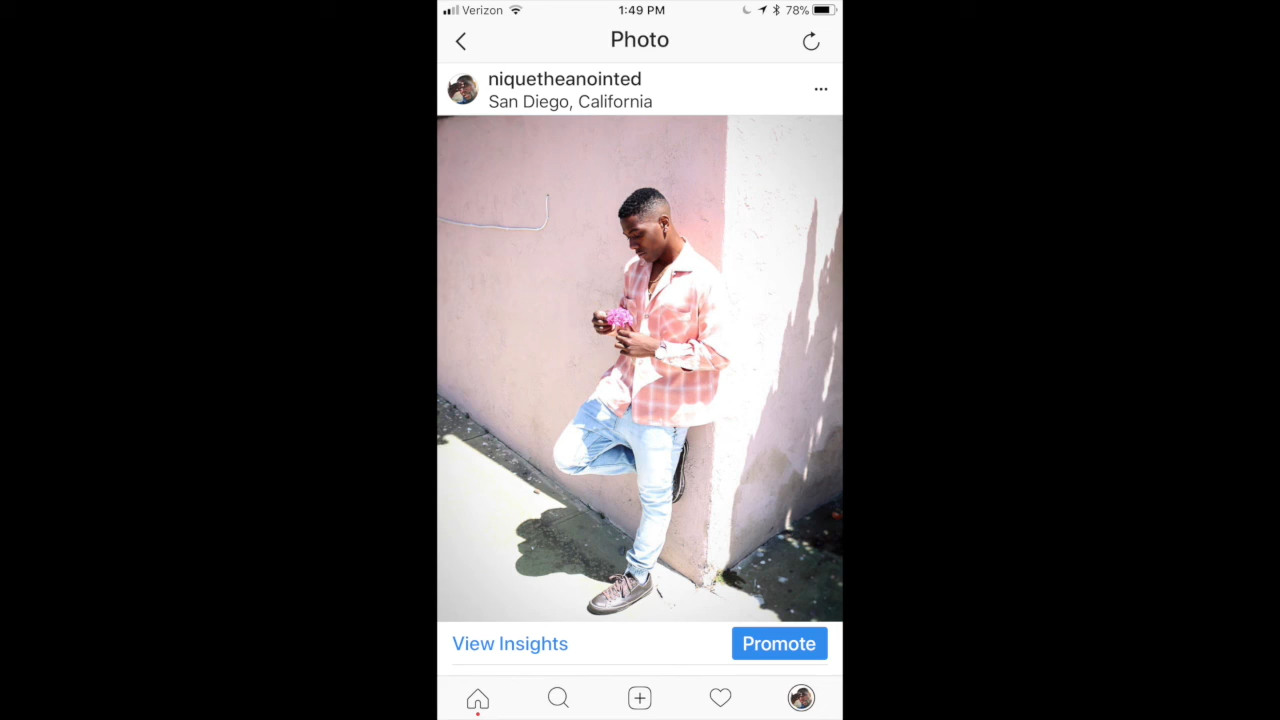 Verizon 1:49 PM 78%
Photo
niquetheanointed
San Diego, California
View Insights Promote